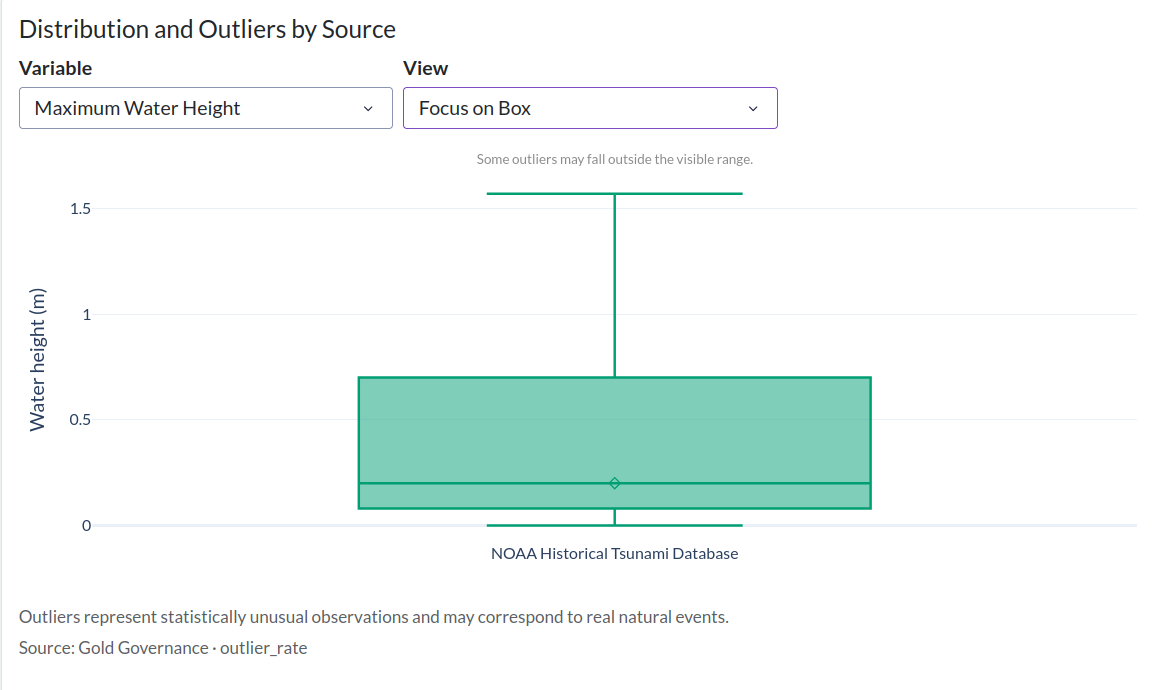 Distribution and Outliers by Source
Variable View
Maximum Water Height Focus on Box
Some outliers may fall outside the visible range.
1.5
1
0.5
0
Water height (m)
NOAA Historical Tsunami Database
Outliers represent statistically unusual observations and may correspond to real natural events.
Source: Gold Governance · outlier_rate